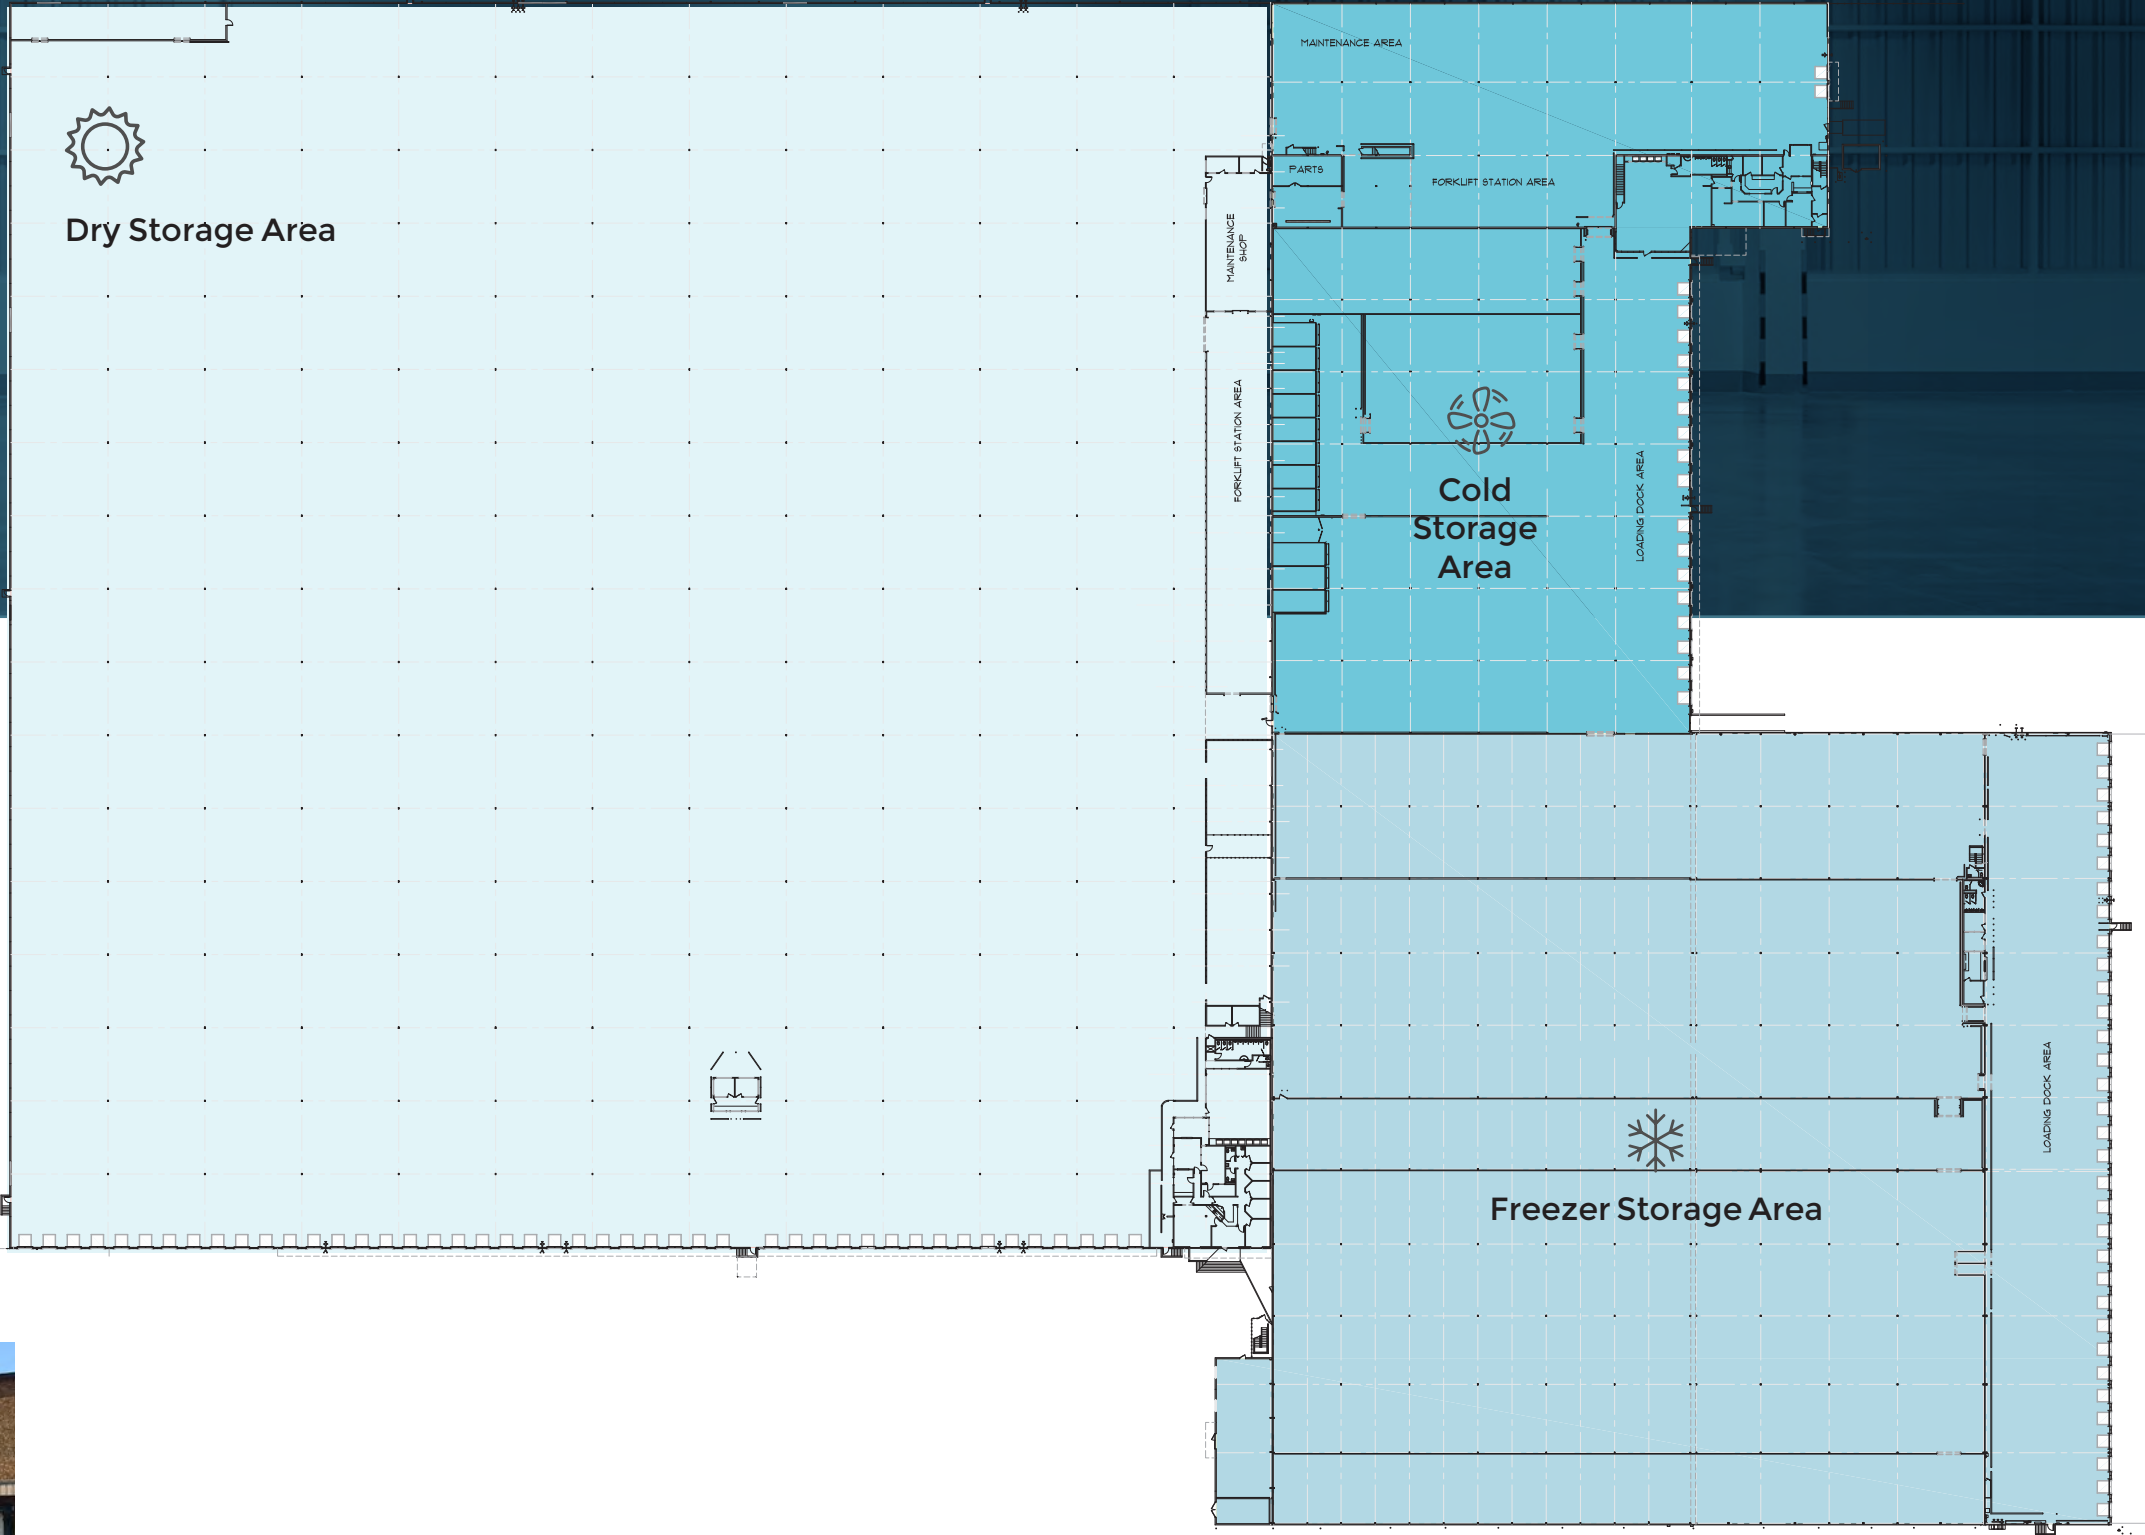 MAINTENANCE AREA
PARTS
FORKLIFT STATION AREA
Dry Storage Area
MAINTENANCE
SHOP
FORKLIFT STATION AREA
Cold
Storage
Area
LOADING DOCK AREA
LOADING DOCK AREA
Freezer Storage Area